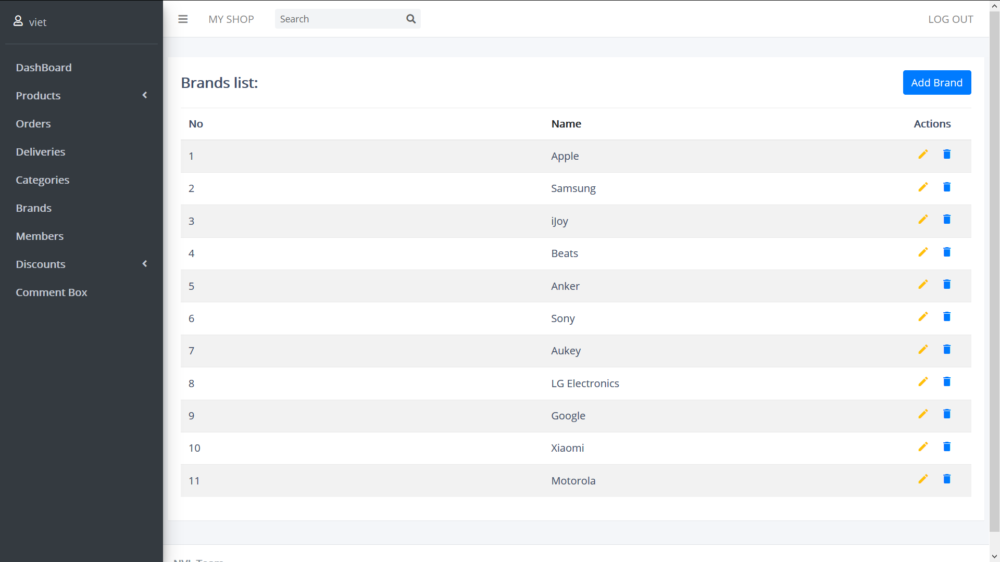 viet
MY SHOP
Search
LOG OUT
DashBoard
Products
Orders
Deliveries
Categories
Brands
Members
Discounts
Comment Box
Brands list:
Add Brand
No Name Actions
1 Apple
2 Samsung
3 iJoy
4 Beats
5 Anker
6 Sony
7 Aukey
8 LG Electronics
9 Google
10 Xiaomi
11 Motorola